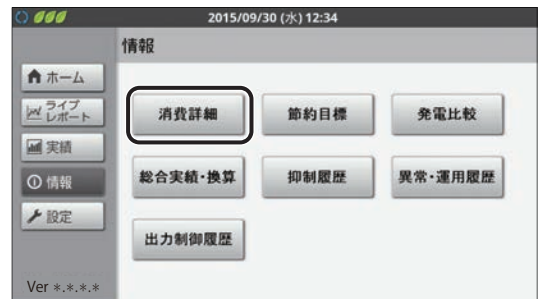 2015/09/30 (水) 12:34
情報
ホーム
ライブ
レポート
実績
情報
設定
消費詳細
節約目標
発電比較
総合実績・換算
抑制履歴
異常・運用履歴
出力制御履歴
Ver *.*.*.*